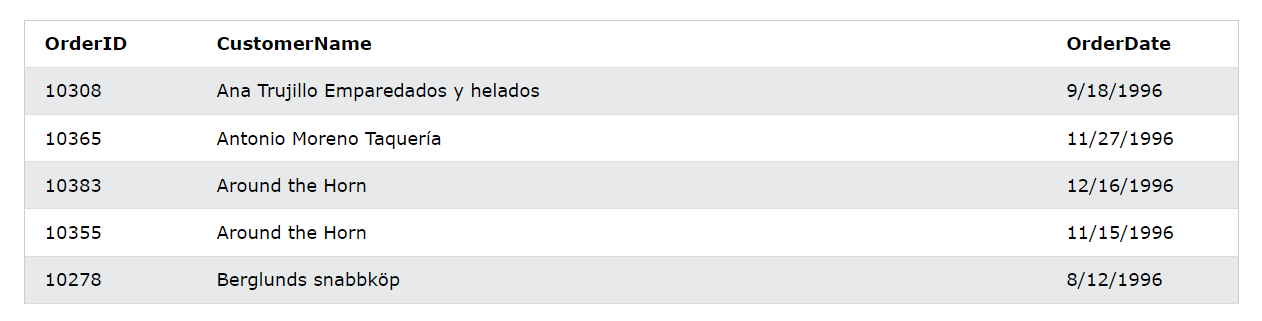 OrderID CustomerName OrderDate
10308 Ana Trujillo Emparedados y helados 9/18/1996
10365 Antonio Moreno Taquería 11/27/1996
10383 Around the Horn 12/16/1996
10355 Around the Horn 11/15/1996
10278 Berglunds snabbköp 8/12/1996